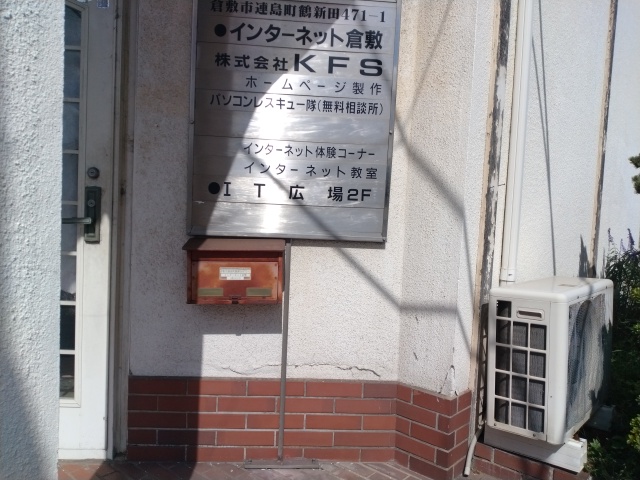 倉敷市連島町鶴新田471-1
●インターネット倉敷
株式会社KFS
ホームページ製作
パソコンレスキュー隊(無料相談所)
インターネット体験コーナー
インターネット教室
●IT広場2F